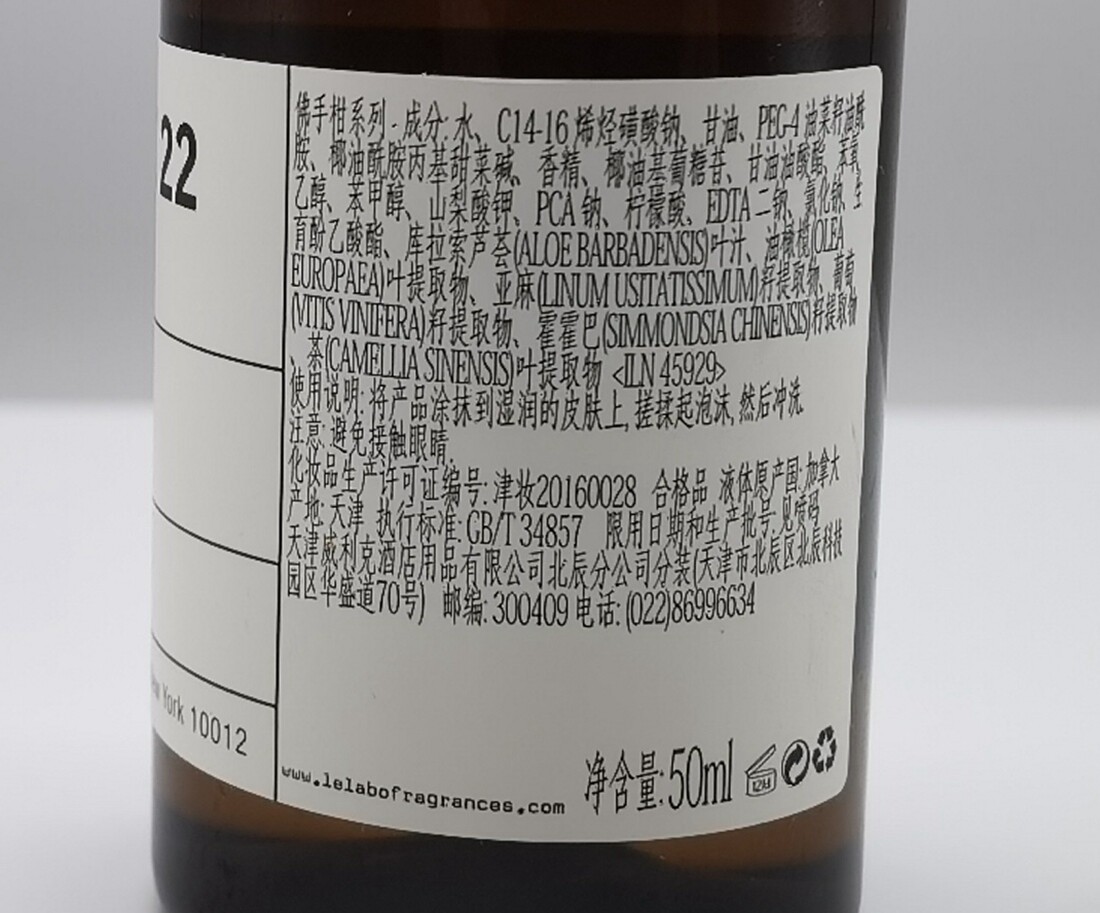 22
York 10012
佛手柑系列 - 成分: 水、C14-16 烯烃磺酸钠、甘油、PEG-4 油菜籽油酰
胺、椰油酰胺丙基甜菜碱、香精、椰油基葡糖苷、甘油油酸酯、苯氧
乙醇、苯甲醇、山梨酸钾、PCA 钠、柠檬酸、EDTA 二钠、氯化钠、生
育酚乙酸酯、库拉索芦荟(ALOE BARBADENSIS)叶汁、油橄榄(OLEA
EUROPAEA)叶提取物、亚麻(LINUM USITATISSIMUM)籽提取物、葡萄
(VITIS VINIFERA)籽提取物、霍霍巴(SIMMONDSIA CHINENSIS)籽提取物
、茶(CAMELLIA SINENSIS)叶提取物 <ILN 45929>
使用说明: 将产品涂抹到湿润的皮肤上, 搓揉起泡沫, 然后冲洗.
注意: 避免接触眼睛.
化妆品生产许可证编号: 津妆20160028 合格品 液体原产国: 加拿大
产地: 天津 执行标准: GB/T 34857 限用日期和生产批号: 见喷码
天津威利克酒店用品有限公司北辰分公司分装(天津市北辰区北辰科技
园区华盛道70号) 邮编: 300409 电话: (022)86996634
www.lelabofragrances.com
净含量: 50ml
12M